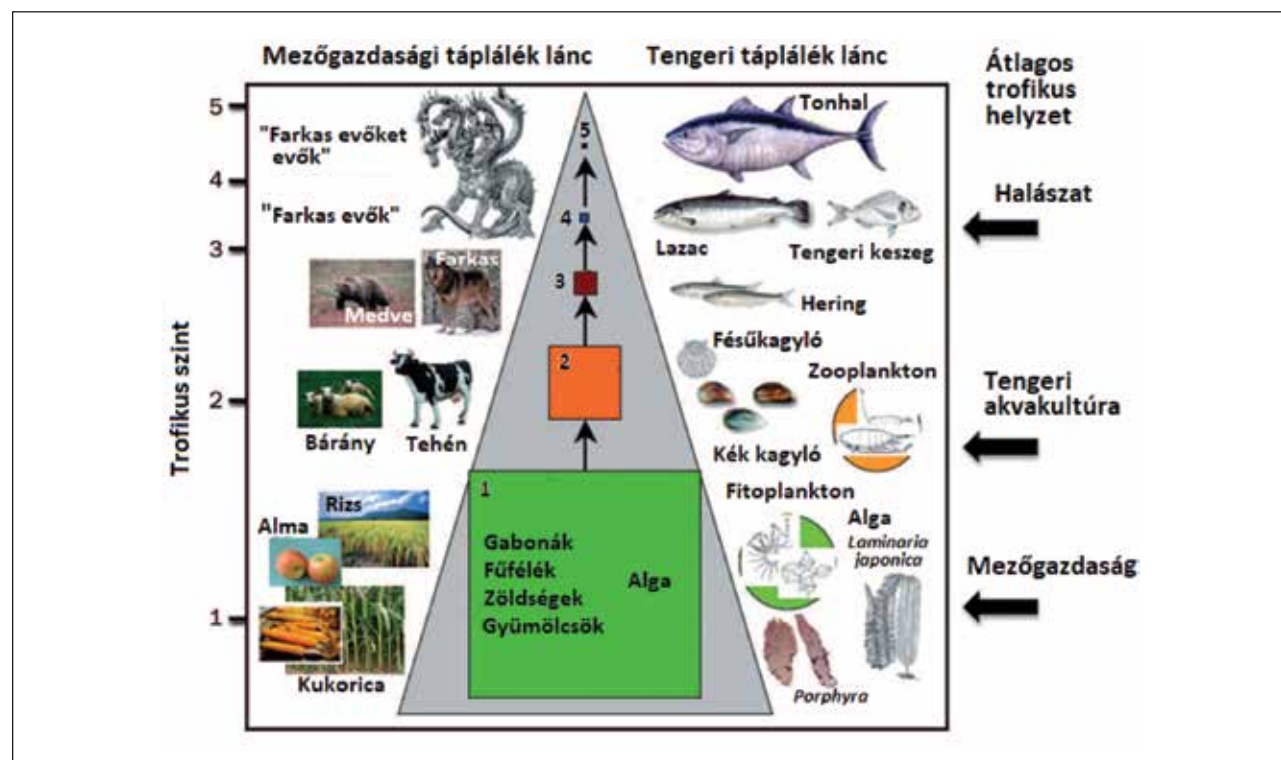 Mezőgazdasági táplálék lánc
Tengeri táplálék lánc
Átlagos
trofikus
helyzet
Trofikus szint
5
4
3
2
1
"Farkas evőket
evők"
"Farkas evők"
Medve
Farkas
Bárány
Tehén
Alma
Rizs
Kukorica
5
4
3
2
1
Gabonák
Fűfélék
Zöldségek
Gyümölcsök
Alga
Tonhal
Lazac
Tengeri keszeg
Hering
Fésűkagyló
Zooplankton
Kék kagyló
Fitoplankton
Alga
Laminaria
japonica
Porphyra
Halászat
Tengeri
akvakultúra
Mezőgazdaság